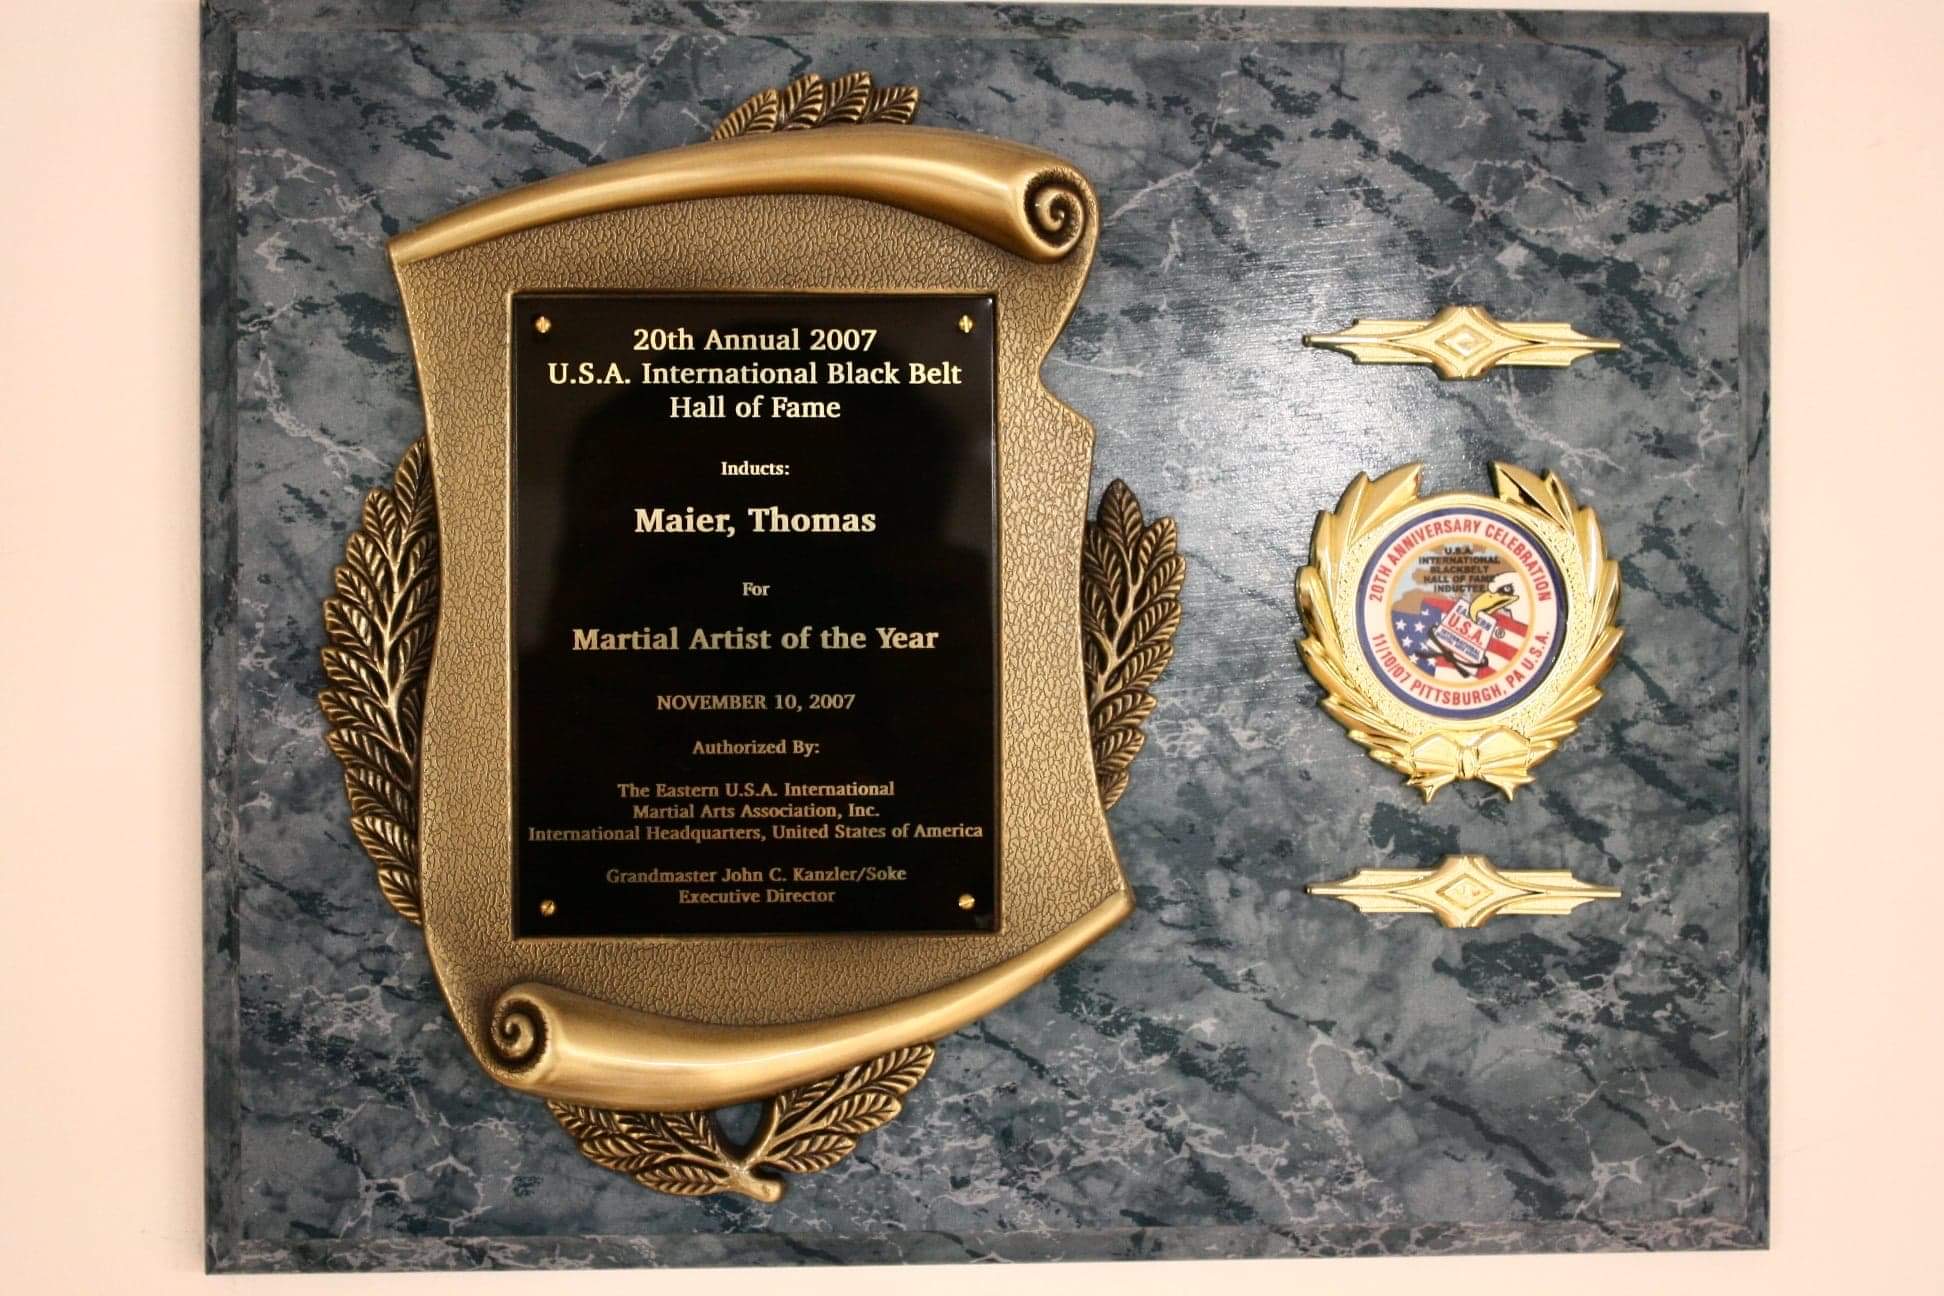 20th Annual 2007
U.S.A. International Black Belt
Hall of Fame
Inducts:
Maier, Thomas
For
Martial Artist of the Year
NOVEMBER 10, 2007
Authorized By:
The Eastern U.S.A. International
Martial Arts Association, Inc.
International Headquarters, United States of America
Grandmaster John C. Kanzler/Soke
Executive Director
20TH ANNIVERSARY CELEBRATION
U.S.A.
INTERNATIONAL
BLACKBELT
HALL OF FAME
INDUCTEE
EASTERN
U.S.A.
®
11/10/07 PITTSBURGH, PA U.S.A.